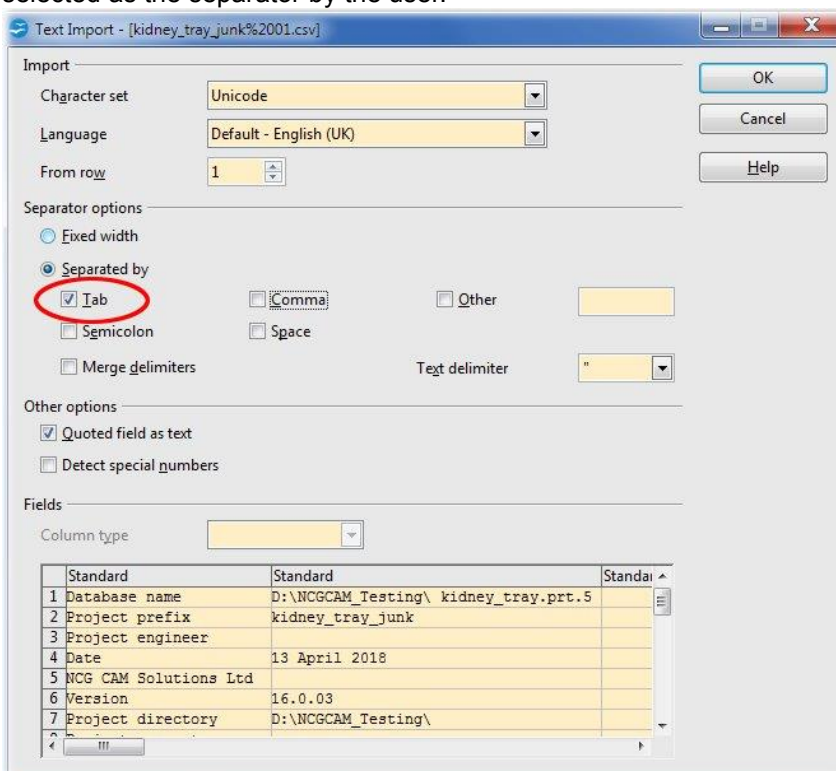 selected as the separator by the user.
Text Import - [kidney_tray_junk%2001.csv]
Import
OK
Character set Unicode
Cancel
Language Default - English (UK)
From row 1
Help
Separator options
Fixed width
Separated by
Tab Comma Other
Semicolon Space
Merge delimiters Text delimiter "
Other options
Quoted field as text
Detect special numbers
Fields
Column type
Standard Standard
1 Database name D:\NCGCAM_Testing\ kidney_tray.prt.5
2 Project prefix kidney_tray_junk
3 Project engineer
4 Date 13 April 2018
5 NCG CAM Solutions Ltd
6 Version 16.0.03
7 Project directory D:\NCGCAM_Testing\